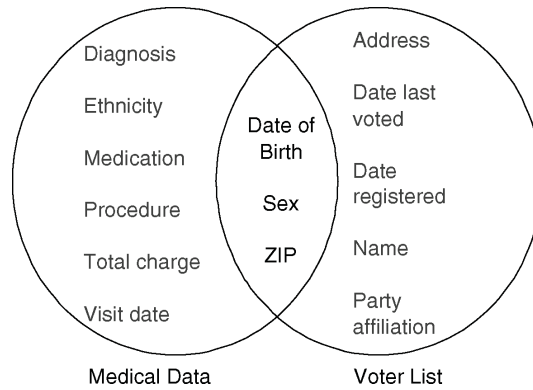 Diagnosis
Ethnicity
Medication
Procedure
Total charge
Visit date
Date of
Birth
Sex
ZIP
Address
Date last
voted
Date
registered
Name
Party
affiliation
Medical Data
Voter List